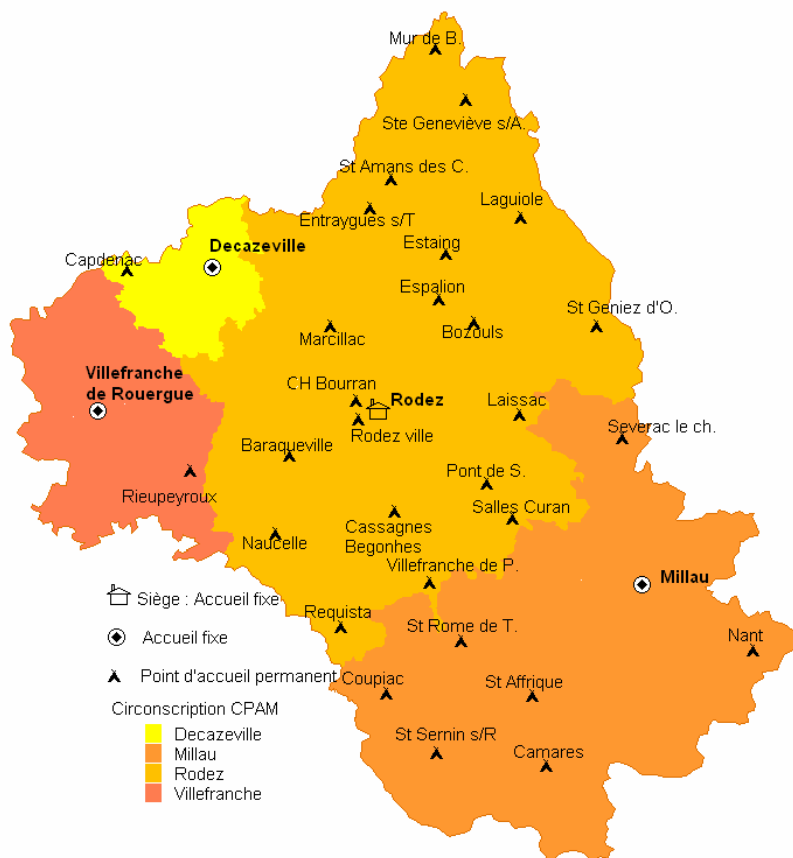 Mur de B.
Ste Geneviève s/A.
St Amans des C.
Laguiole
Entraygues s/T
Decazeville
Estaing
Capdenac
Espalion
St Geniez d'O.
Marcillac
Bozouls
Villefranche
de Rouergue
CH Bourran
Rodez
Laissac
Rodez ville
Severac le ch.
Baraqueville
Pont de S.
Rieupeyroux
Salles Curan
Cassagnes
Begonhes
Naucelle
Villefranche de P.
Millau
Siège : Accueil fixe
Requista
St Rome de T.
Accueil fixe
Nant
Point d'accueil permanent
Coupiac
St Affrique
Circonscription CPAM
Decazeville
Millau
Rodez
Villefranche
St Sernin s/R
Camares